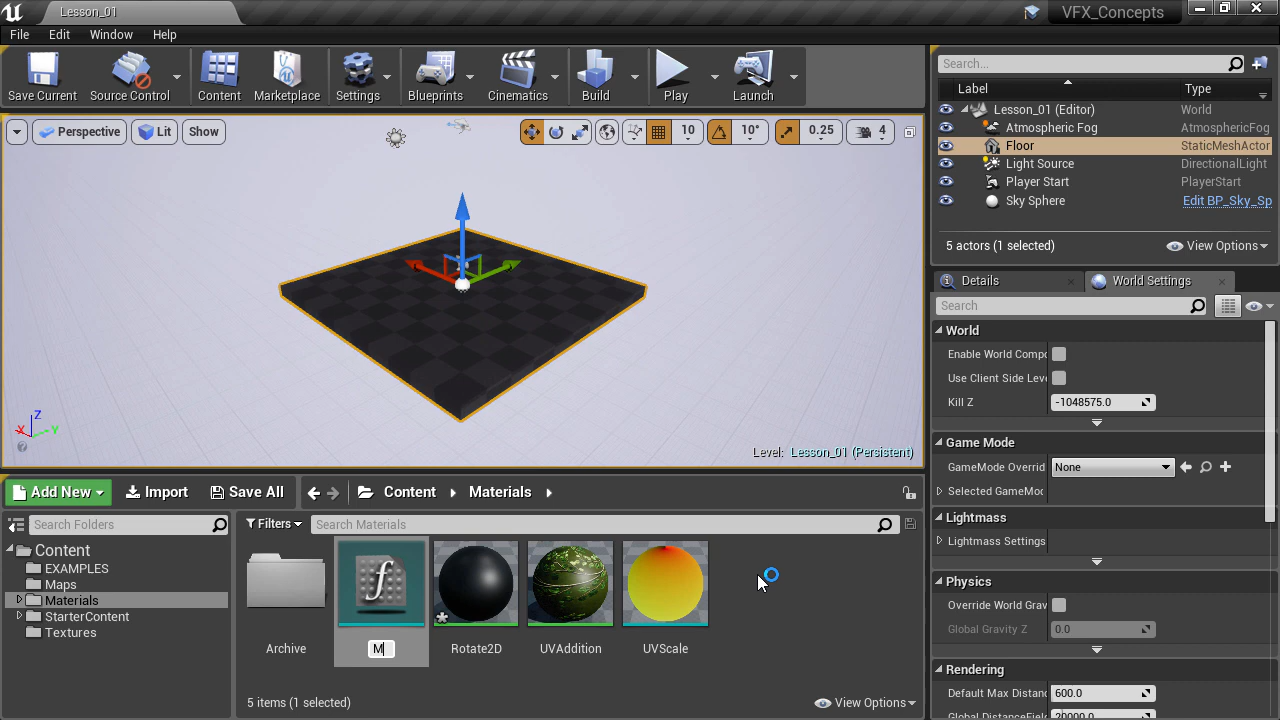 Lesson_01
VFX_Concepts
File Edit Window Help
Save Current Source Control Content Marketplace Settings Blueprints Cinematics Build Play Launch
Search...
Label Type
Lesson_01 (Editor) World
Atmospheric Fog AtmosphericFog
Floor StaticMeshActor
Light Source DirectionalLight
Player Start PlayerStart
Sky Sphere Edit BP_Sky_Sp
5 actors (1 selected) View Options
Perspective Lit Show 10 10° 0.25 4
Z
X Y
Level: Lesson_01 (Persistent)
Details World Settings
Search
World
Enable World Compo
Use Client Side Leve
Kill Z -1048575.0
Game Mode
GameMode Overrid None
Selected GameMod
Lightmass
Lightmass Settings
Physics
Override World Grav
Global Gravity Z 0.0
Rendering
Default Max Distanc 600.0
Global DistanceField 20000.0
Add New Import Save All Content Materials
Search Folders
Filters Search Materials
Content
EXAMPLES
Maps
Materials
StarterContent
Textures
Archive M Rotate2D UVAddition UVScale
5 items (1 selected) View Options